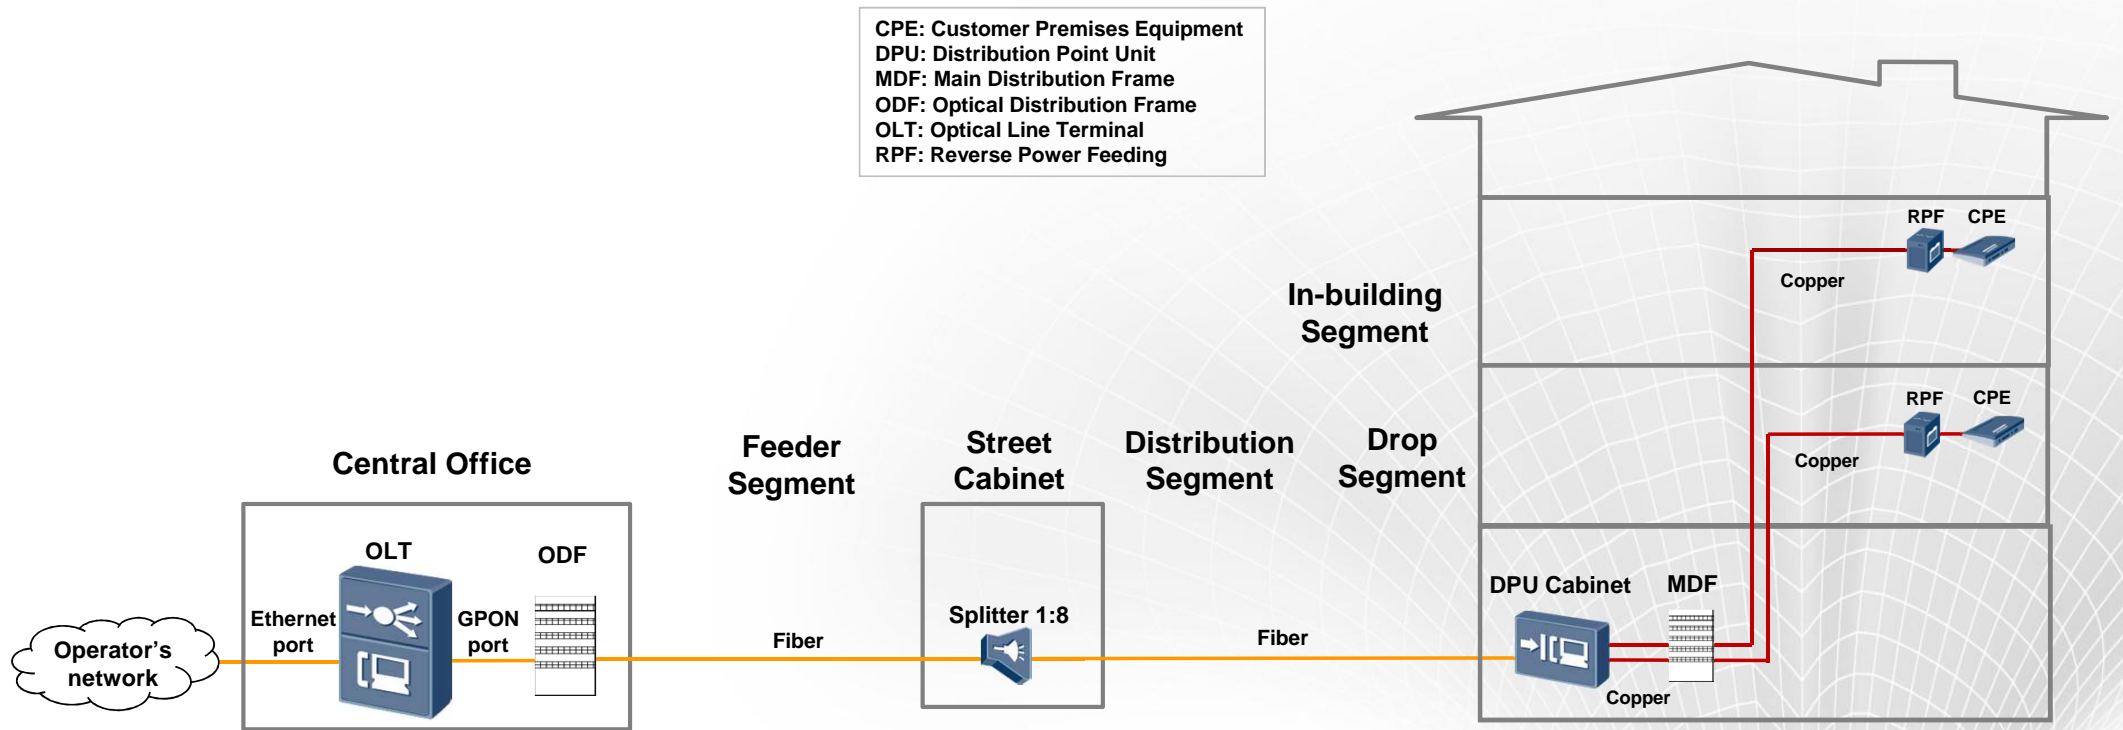 CPE: Customer Premises Equipment
DPU: Distribution Point Unit
MDF: Main Distribution Frame
ODF: Optical Distribution Frame
OLT: Optical Line Terminal
RPF: Reverse Power Feeding
RPF CPE
Copper
In-building
Segment
RPF CPE
Copper
Central Office
Feeder
Segment
Street
Cabinet
Distribution
Segment
Drop
Segment
OLT
ODF
Ethernet
port
GPON
port
Operator's
network
Fiber
Splitter 1:8
Fiber
DPU Cabinet
MDF
Copper